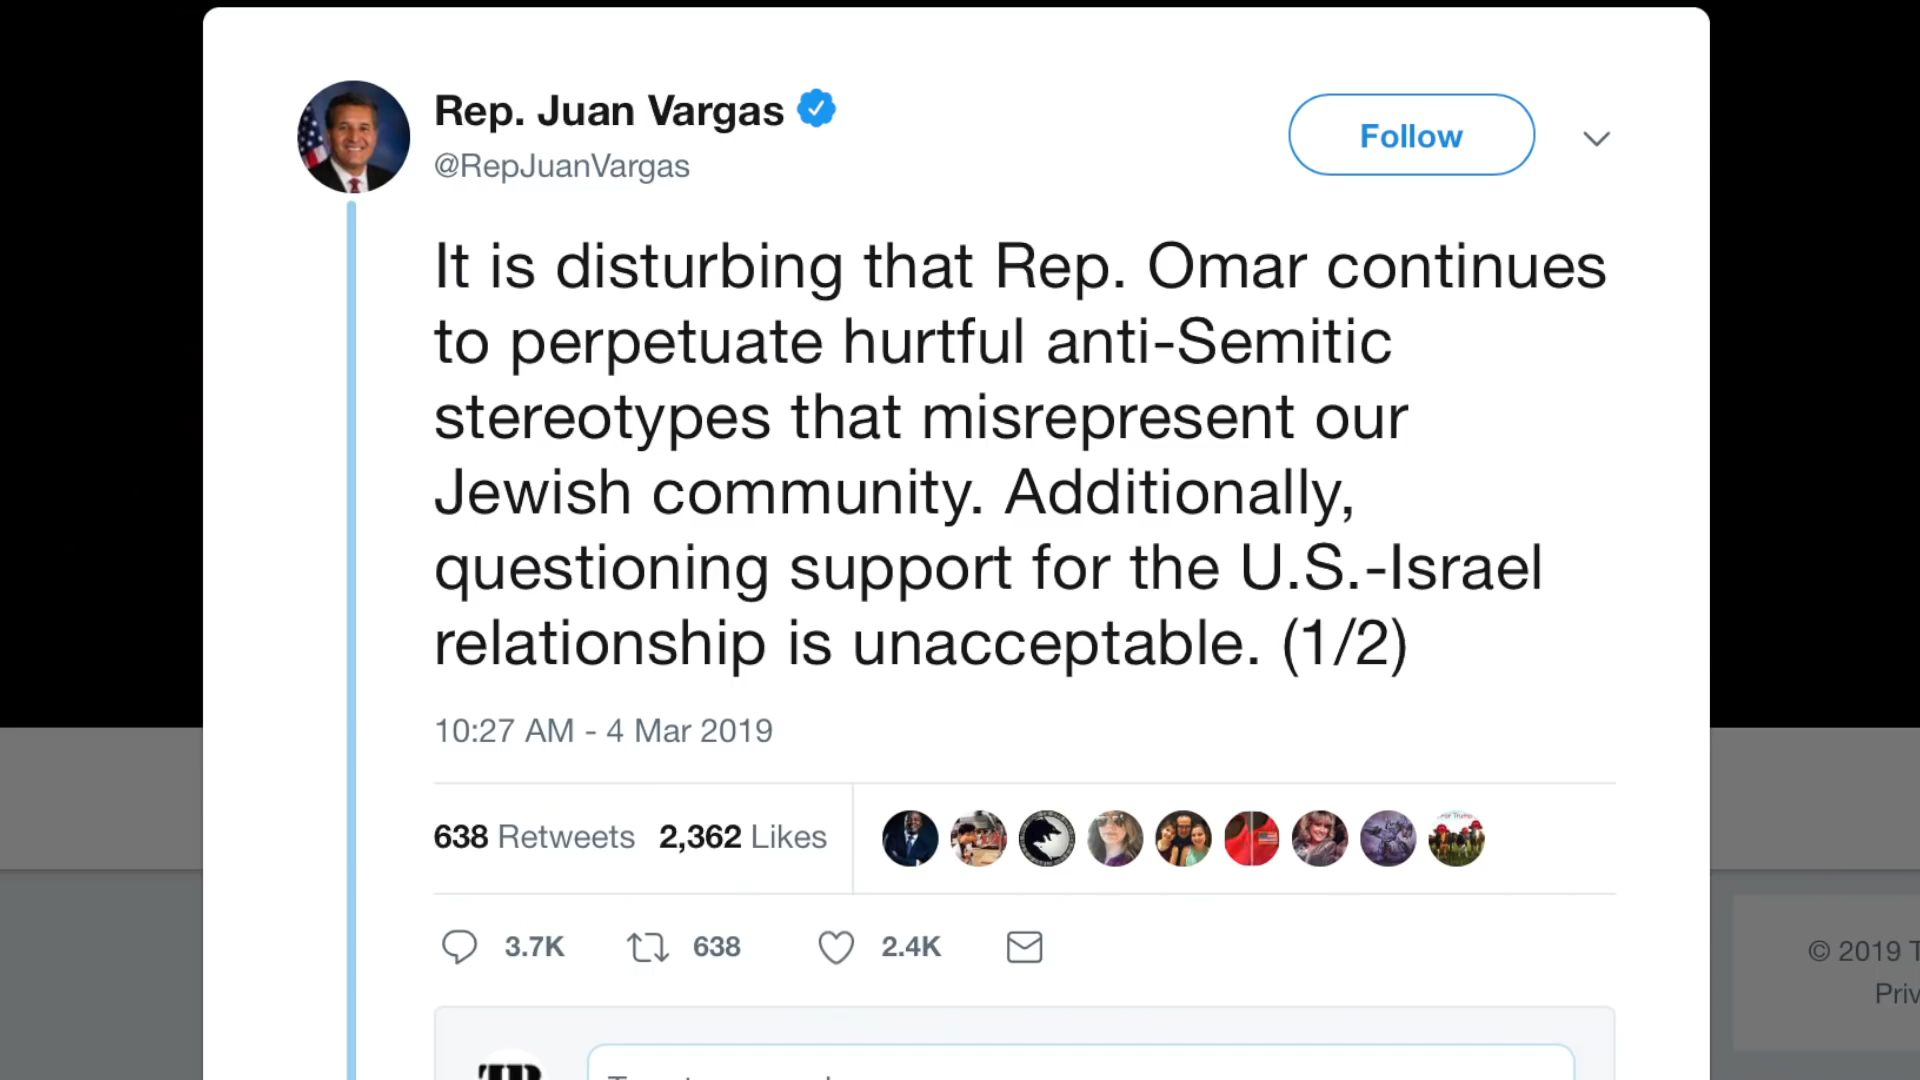 Rep. Juan Vargas
@RepJuanVargas
Follow
It is disturbing that Rep. Omar continues
to perpetuate hurtful anti-Semitic
stereotypes that misrepresent our
Jewish community. Additionally,
questioning support for the U.S.-Israel
relationship is unacceptable. (1/2)
10:27 AM - 4 Mar 2019
638 Retweets 2,362 Likes
3.7K 638 2.4K
© 2019 T
Priv